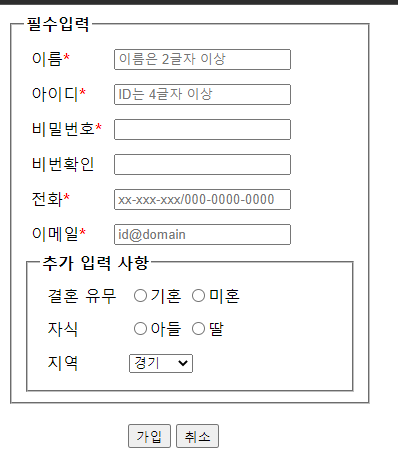 필수입력
이름* 이름은 2글자 이상
아이디* ID는 4글자 이상
비밀번호*
비번확인
전화* xx-xxx-xxx/000-0000-0000
이메일* id@domain
추가 입력 사항
결혼 유무 기혼 미혼
자식 아들 딸
지역 경기
가입 취소